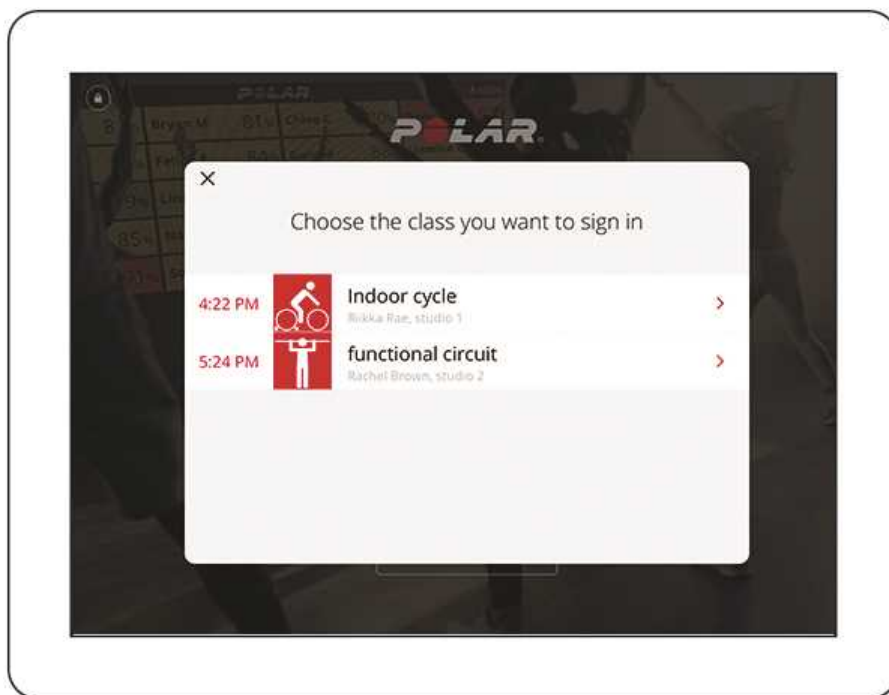 POLAR
Choose the class you want to sign in
4:22 PM
Indoor cycle
Riikka Rae, studio 1
5:24 PM
functional circuit
Rachel Brown, studio 2